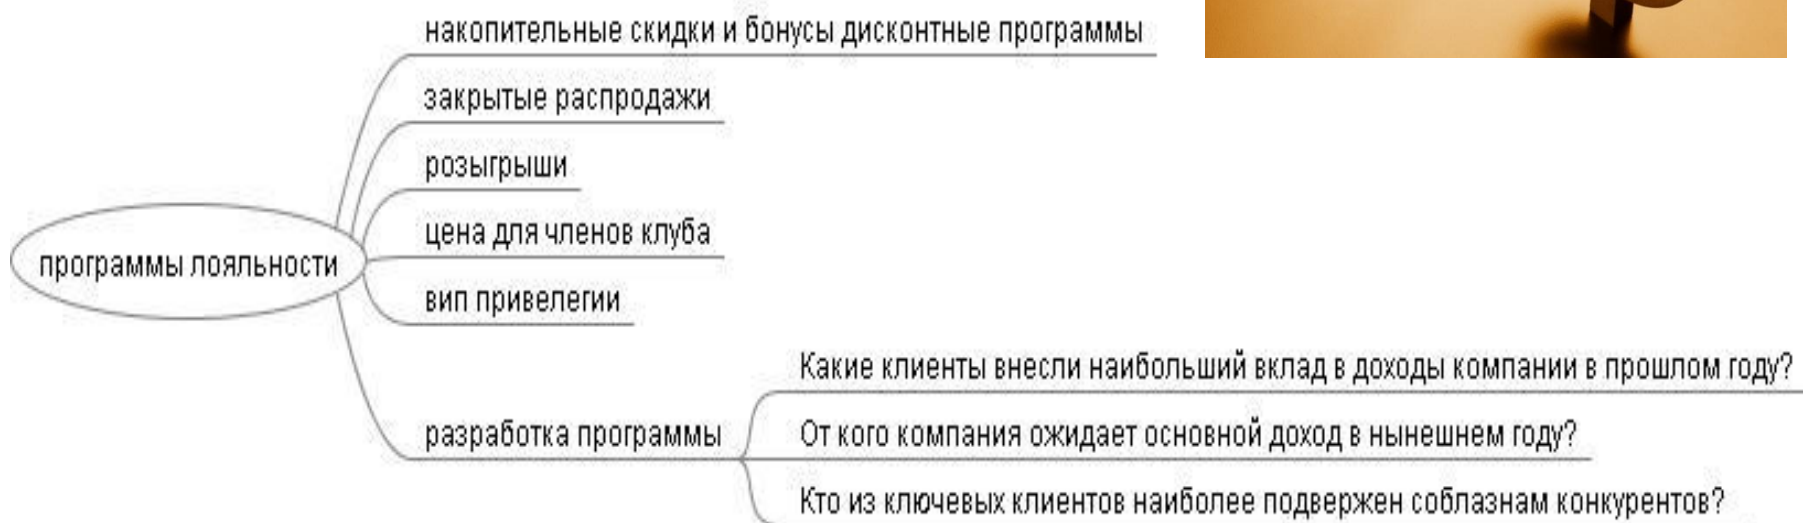 накопительные скидки и бонусы дисконтные программы
закрытые распродажи
розыгрыши
цена для членов клуба
программы лояльности
вип привелегии
Какие клиенты внесли наибольший вклад в доходы компании в прошлом году?
разработка программы
От кого компания ожидает основной доход в нынешнем году?
Кто из ключевых клиентов наиболее подвержен соблазнам конкурентов?